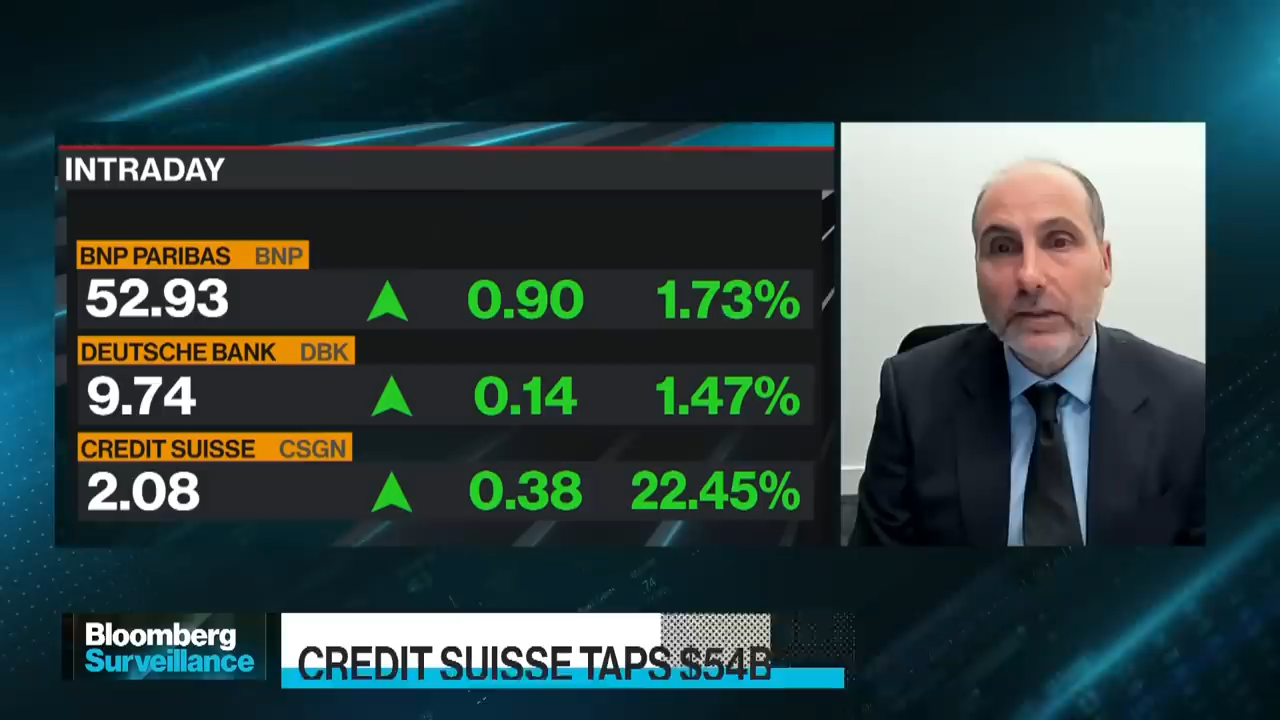 INTRADAY
BNP PARIBAS BNP
52.93 0.90 1.73%
DEUTSCHE BANK DBK
9.74 0.14 1.47%
CREDIT SUISSE CSGN
2.08 0.38 22.45%
Bloomberg
Surveillance
CREDIT SUISSE TAPS $54B